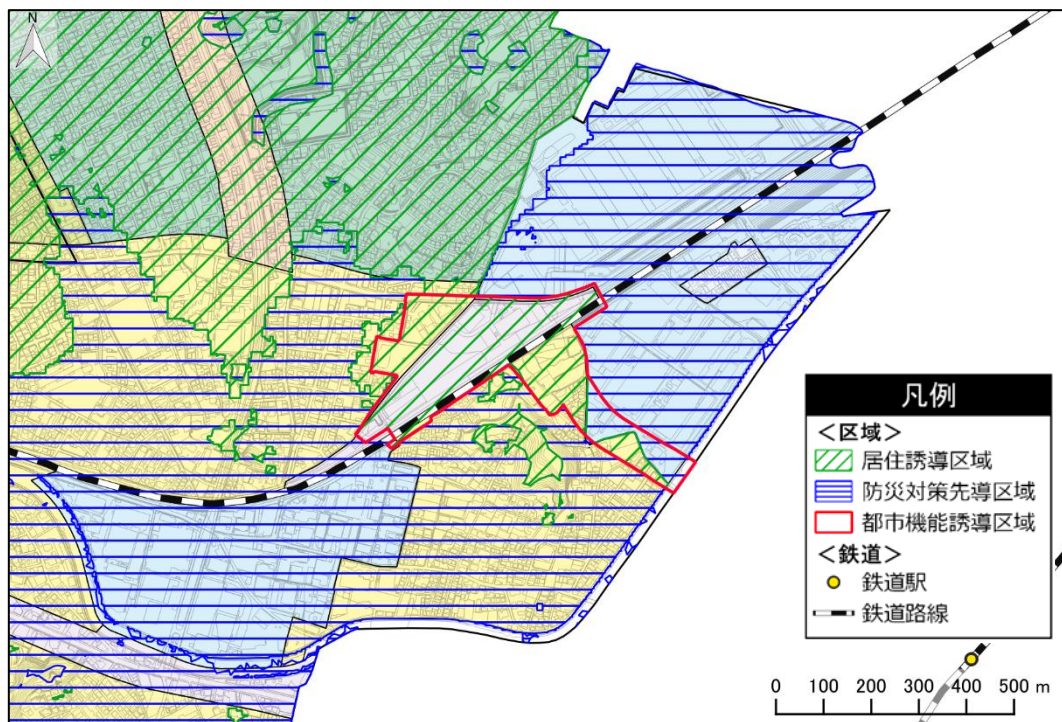 N
凡例
<区域>
居住誘導区域
防災対策先導区域
都市機能誘導区域
<鉄道>
鉄道駅
鉄道路線
0 100 200 300 400 500 m